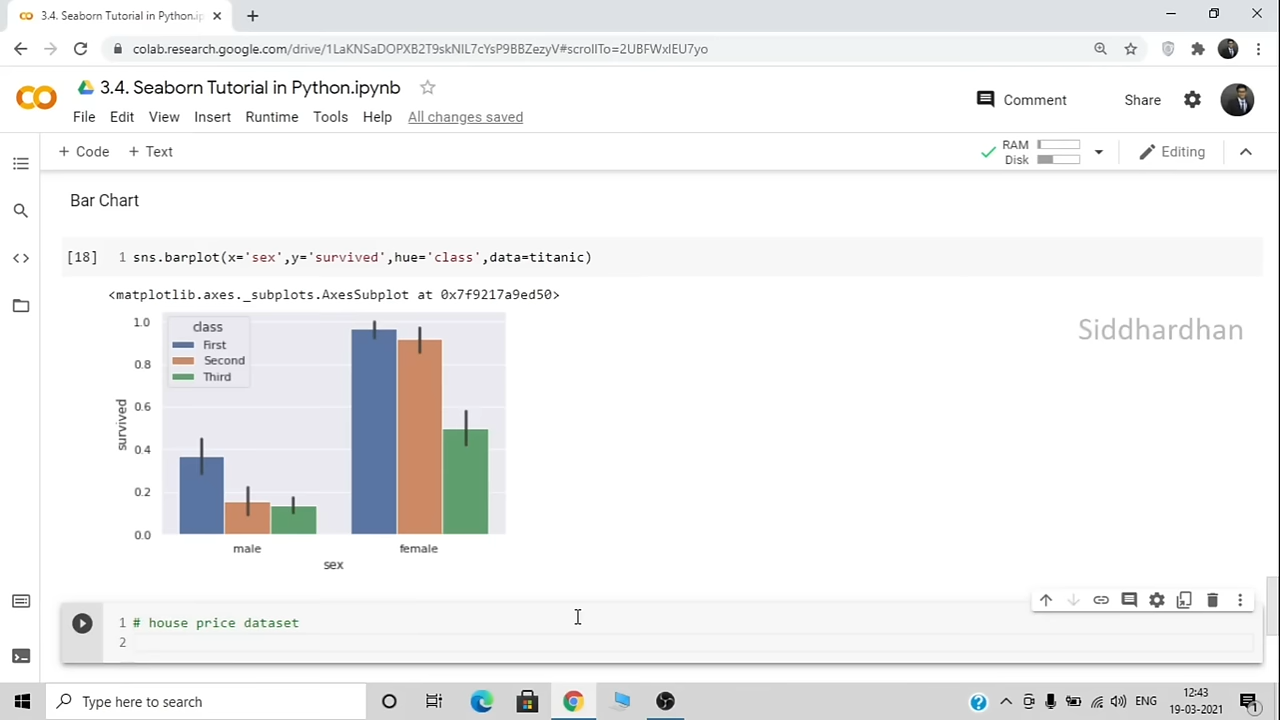 3.4. Seaborn Tutorial in Python.ip
colab.research.google.com/drive/1LaKNSaDOPXB2T9skNIL7cYsP9BBZezyV#scrollTo=2UBFWxIEU7yo
3.4. Seaborn Tutorial in Python.ipynb
Comment
Share
File Edit View Insert Runtime Tools Help All changes saved
+ Code + Text
RAM
Disk
Editing
Bar Chart
[18] 1 sns.barplot(x='sex',y='survived',hue='class',data=titanic)
<matplotlib.axes._subplots.AxesSubplot at 0x7f9217a9ed50>
Siddhardhan
class
First
Second
Third
1.0
0.8
0.6
0.4
0.2
0.0
survived
male female
sex
1 # house price dataset
2
Type here to search
ENG
12:43
19-03-2021
1